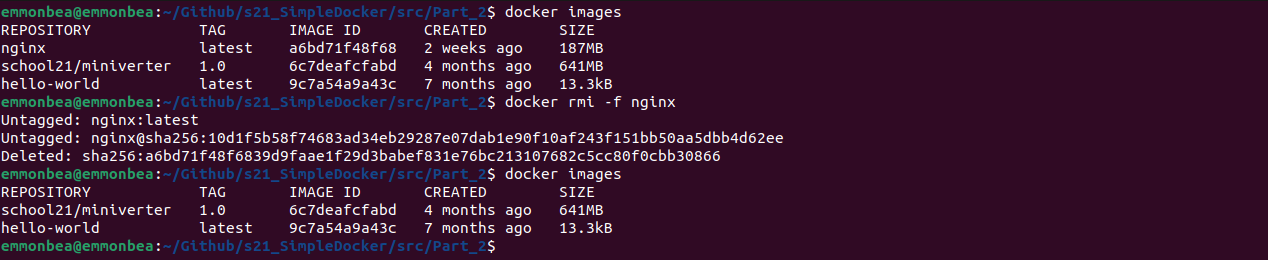 emmonbea@emmonbea:~/Github/s21_SimpleDocker/src/Part_2$ docker images
REPOSITORY            TAG       IMAGE ID       CREATED        SIZE
nginx                 latest    a6bd71f48f68   2 weeks ago    187MB
school21/miniverter   1.0       6c7deafcfabd   4 months ago   641MB
hello-world           latest    9c7a54a9a43c   7 months ago   13.3kB
emmonbea@emmonbea:~/Github/s21_SimpleDocker/src/Part_2$ docker rmi -f nginx
Untagged: nginx:latest
Untagged: nginx@sha256:10d1f5b58f74683ad34eb29287e07dab1e90f10af243f151bb50aa5dbb4d62ee
Deleted: sha256:a6bd71f48f6839d9faae1f29d3babef831e76bc213107682c5cc80f0cbb30866
emmonbea@emmonbea:~/Github/s21_SimpleDocker/src/Part_2$ docker images
REPOSITORY            TAG       IMAGE ID       CREATED        SIZE
school21/miniverter   1.0       6c7deafcfabd   4 months ago   641MB
hello-world           latest    9c7a54a9a43c   7 months ago   13.3kB
emmonbea@emmonbea:~/Github/s21_SimpleDocker/src/Part_2$